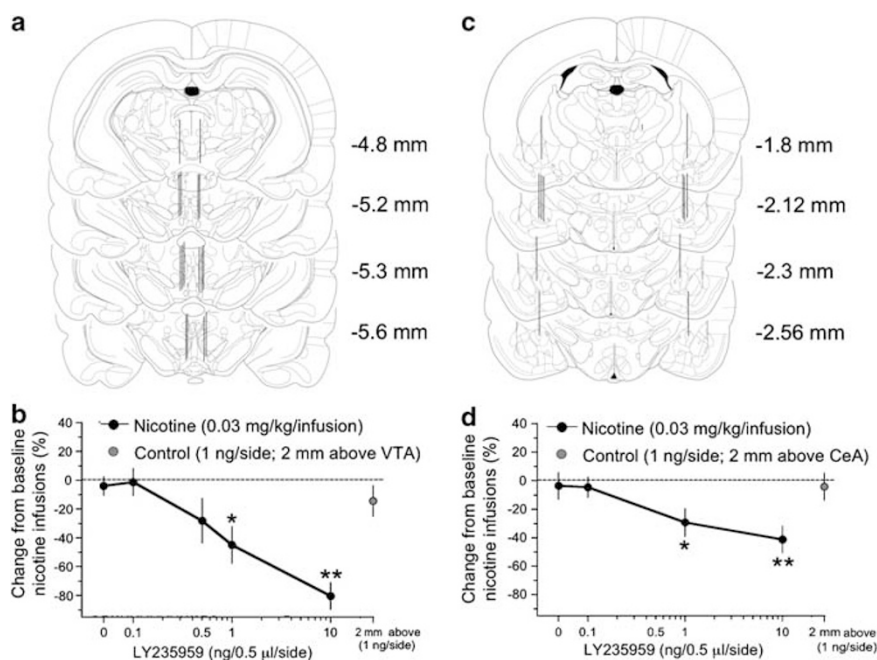 a
-4.8 mm
-5.2 mm
-5.3 mm
-5.6 mm
c
-1.8 mm
-2.12 mm
-2.3 mm
-2.56 mm
b
Change from baseline
nicotine infusions (%)
40
20
0
-20
-40
-60
-80
Nicotine (0.03 mg/kg/infusion)
Control (1 ng/side; 2 mm above VTA)
*
**
0 0.1 0.5 1 10 2 mm above
(1 ng/side)
LY235959 (ng/0.5 µl/side)
d
Change from baseline
nicotine infusions (%)
40
20
0
-20
-40
-60
-80
Nicotine (0.03 mg/kg/infusion)
Control (1 ng/side; 2 mm above CeA)
*
**
0 0.1 0.5 1 10 2 mm above
(1 ng/side)
LY235959 (ng/0.5 µl/side)